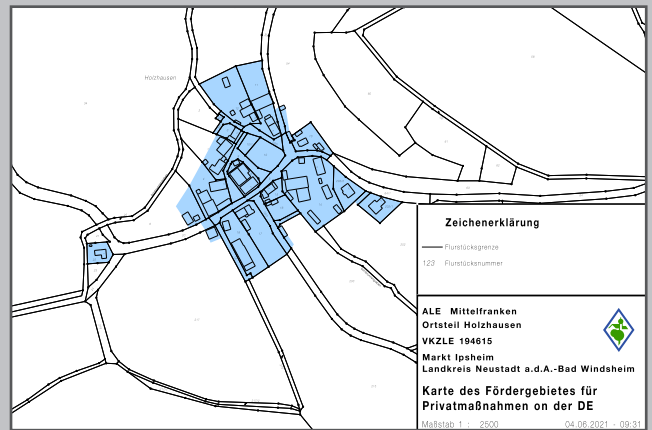 Holzhausen
Zeichenerklärung
Flurstücksgrenze
123 Flurstücksnummer
ALE Mittelfranken
Ortsteil Holzhausen
VKZLE 194615
Markt Ipsheim
Landkreis Neustadt a.d.A.-Bad Windsheim
Karte des Fördergebietes für
Privatmaßnahmen on der DE
Maßstab 1 : 2500 04.06.2021 - 09:31